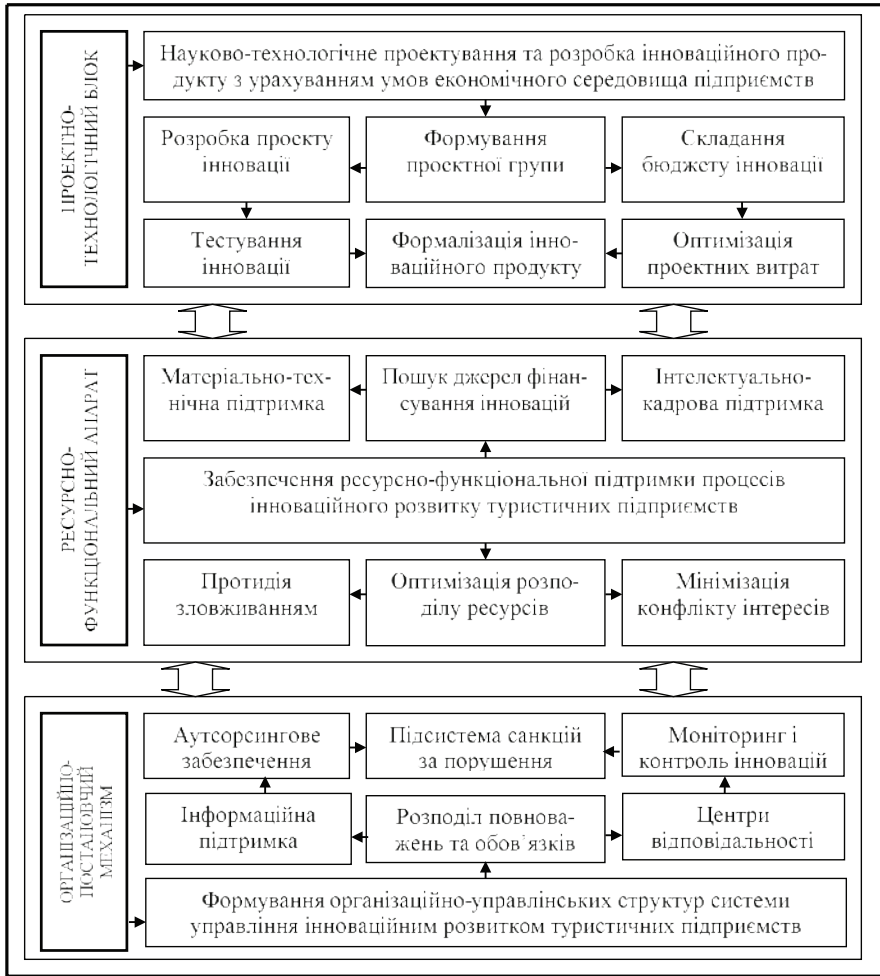 ПРОЕКТНО-
ТЕХНОЛОГІЧНИЙ БЛОК
Науково-технологічне проектування та розробка інноваційного про-
дукту з урахуванням умов економічного середовища підприємств
Розробка проекту
інновації
Формування
проектної групи
Складання
бюджету інновації
Тестування
інновації
Формалізація інно-
ваційного продукту
Оптимізація
проектних витрат
РЕСУРСНО-
ФУНКЦІОНАЛЬНИЙ АПАРАТ
Матеріально-тех-
нічна підтримка
Пошук джерел фінан-
сування інновацій
Інтелектуально-
кадрова підтримка
Забезпечення ресурсно-функціональної підтримки процесів
інноваційного розвитку туристичних підприємств
Протидія
зловживанням
Оптимізація розпо-
ділу ресурсів
Мінімізація
конфлікту інтересів
ОРГАНІЗАЦІЙНО-
ПОСТАНОВЧИЙ
МЕХАНІЗМ
Аутсорсингове
забезпечення
Підсистема санкцій
за порушення
Моніторинг і
контроль інновацій
Інформаційна
підтримка
Розподіл повнова-
жень та обов’язків
Центри
відповідальності
Формування організаційно-управлінських структур системи
управління інноваційним розвитком туристичних підприємств